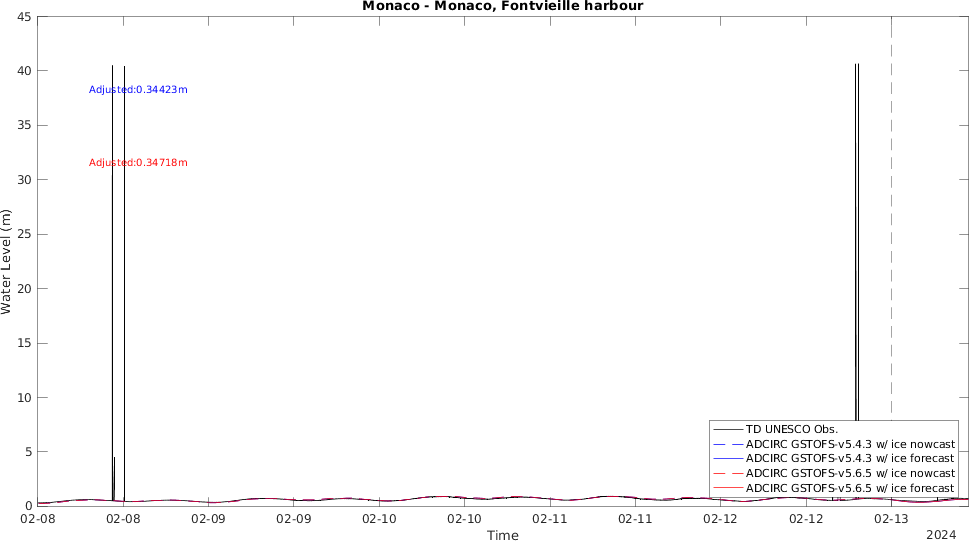 Monaco - Monaco, Fontvieille harbour
45
40
35
30
25
20
15
10
5
0
Water Level (m)
Adjusted:0.34423m
Adjusted:0.34718m
TD UNESCO Obs.
ADCIRC GSTOFS-v5.4.3 w/ ice nowcast
ADCIRC GSTOFS-v5.4.3 w/ ice forecast
ADCIRC GSTOFS-v5.6.5 w/ ice nowcast
ADCIRC GSTOFS-v5.6.5 w/ ice forecast
02-08 02-08 02-09 02-09 02-10 02-10 02-11 02-11 02-12 02-12 02-13
Time
2024